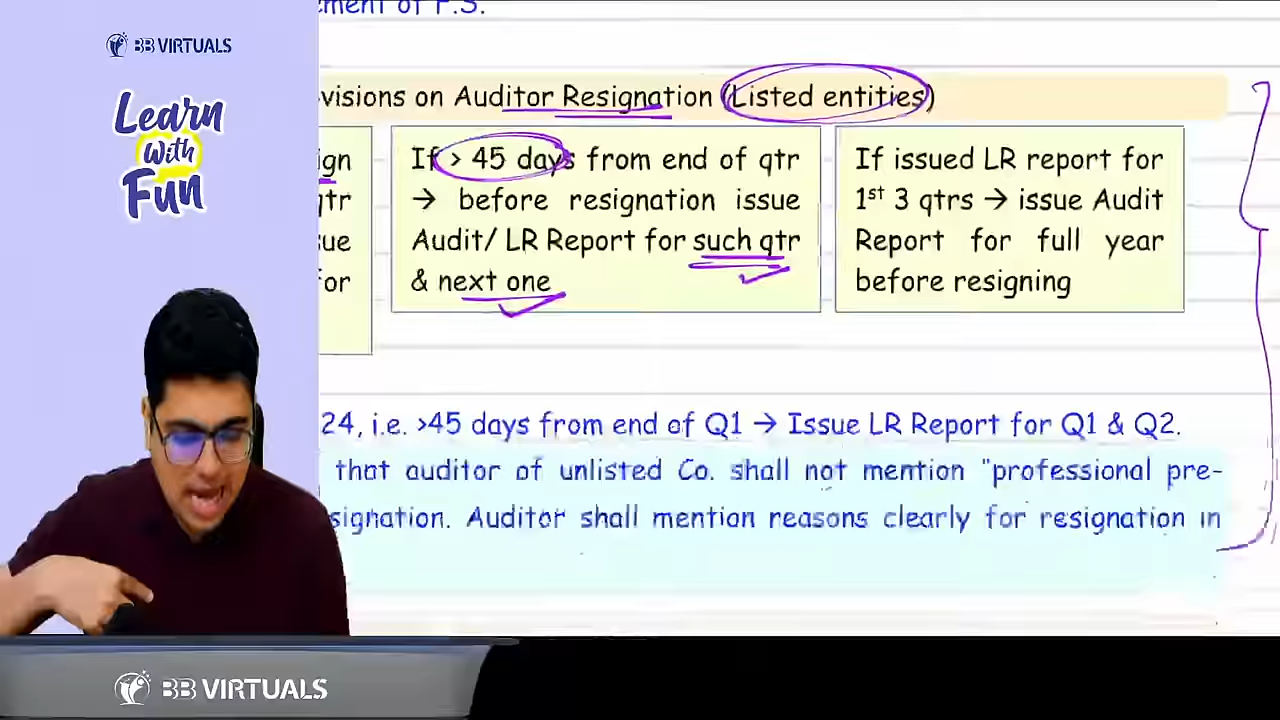 ement of F.S.
BB VIRTUALS
Learn
with
Fun
visions on Auditor Resignation (Listed entities)
ign
qtr
ue
for
If > 45 days from end of qtr
→ before resignation issue
Audit/ LR Report for such qtr
& next one
If issued LR report for
1st 3 qtrs → issue Audit
Report for full year
before resigning
24, i.e. >45 days from end of Q1 → Issue LR Report for Q1 & Q2.
that auditor of unlisted Co. shall not mention "professional pre-
signation. Auditor shall mention reasons clearly for resignation in
BB VIRTUALS